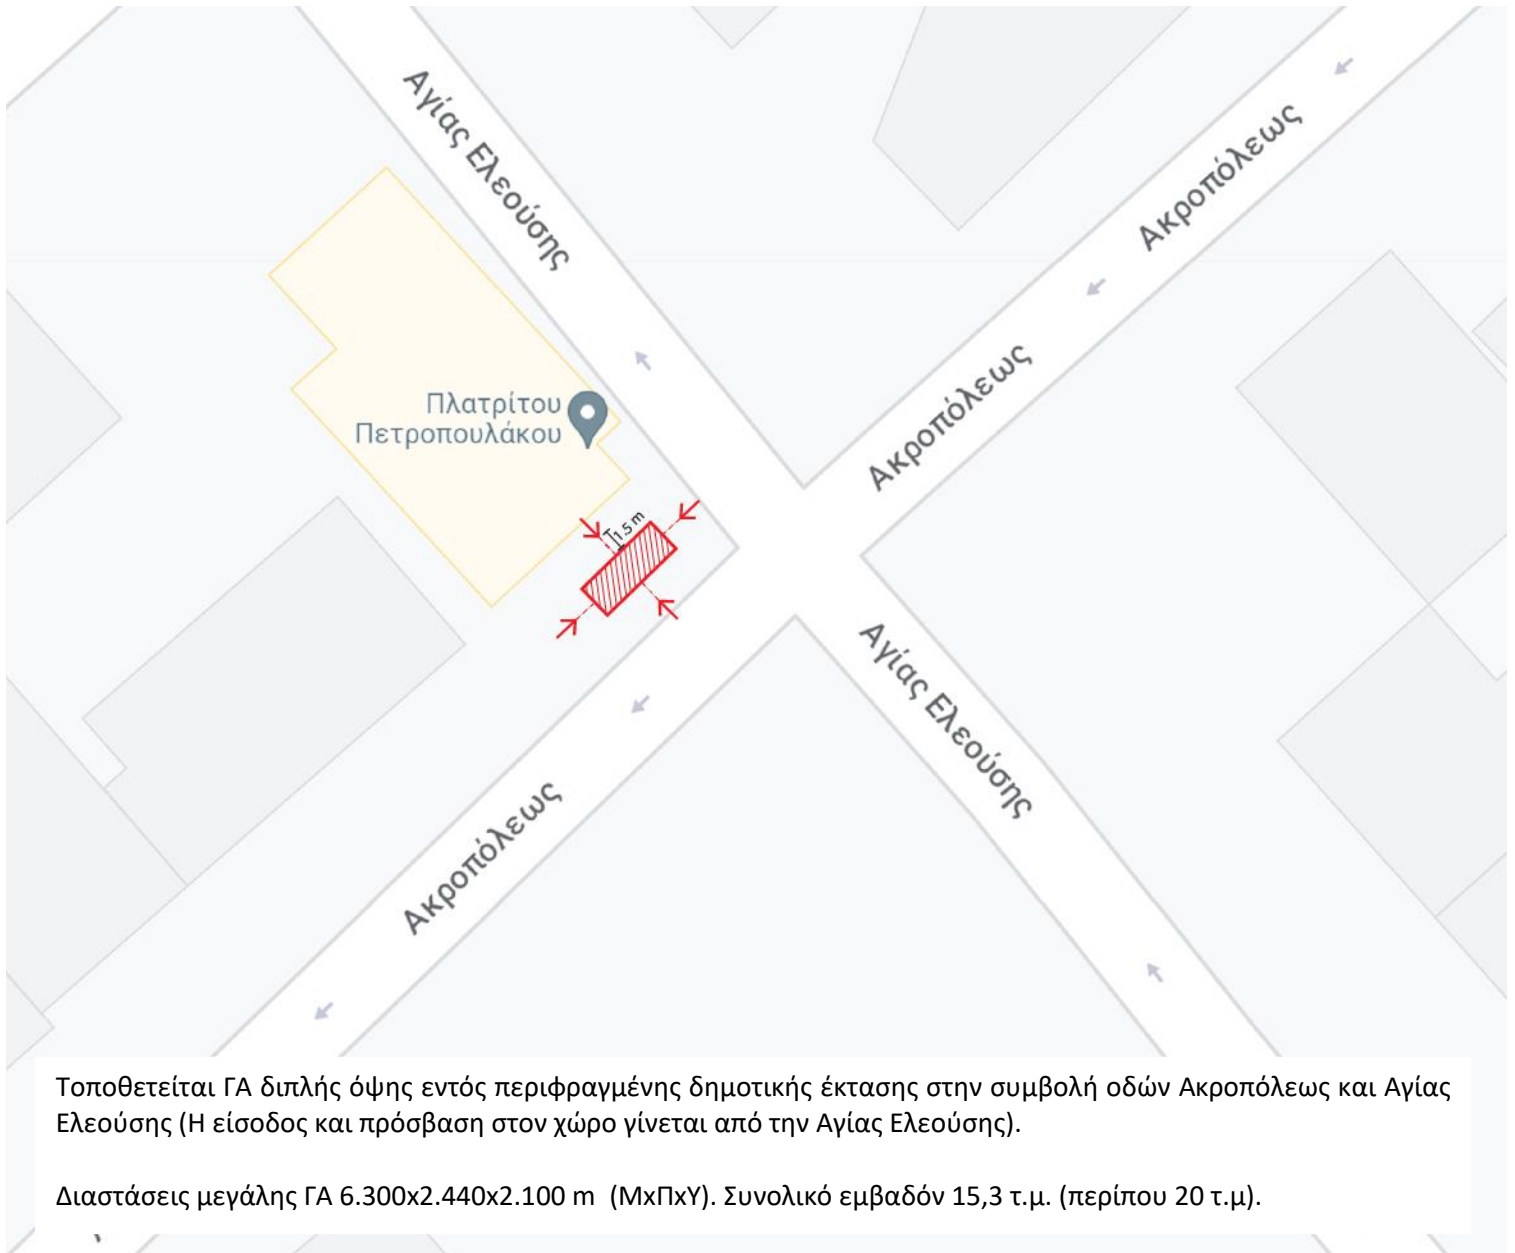 Αγίας Ελεούσης
Ακροπόλεως
Ακροπόλεως
Πλατρίτου
Πετροπουλάκου
1.5 m
Αγίας Ελεούσης
Ακροπόλεως
Τοποθετείται ΓΑ διπλής όψης εντός περιφραγμένης δημοτικής έκτασης στην συμβολή οδών Ακροπόλεως και Αγίας
Ελεούσης (Η είσοδος και πρόσβαση στον χώρο γίνεται από την Αγίας Ελεούσης).
Διαστάσεις μεγάλης ΓΑ 6.300x2.440x2.100 m (ΜxΠxΥ). Συνολικό εμβαδόν 15,3 τ.μ. (περίπου 20 τ.μ).